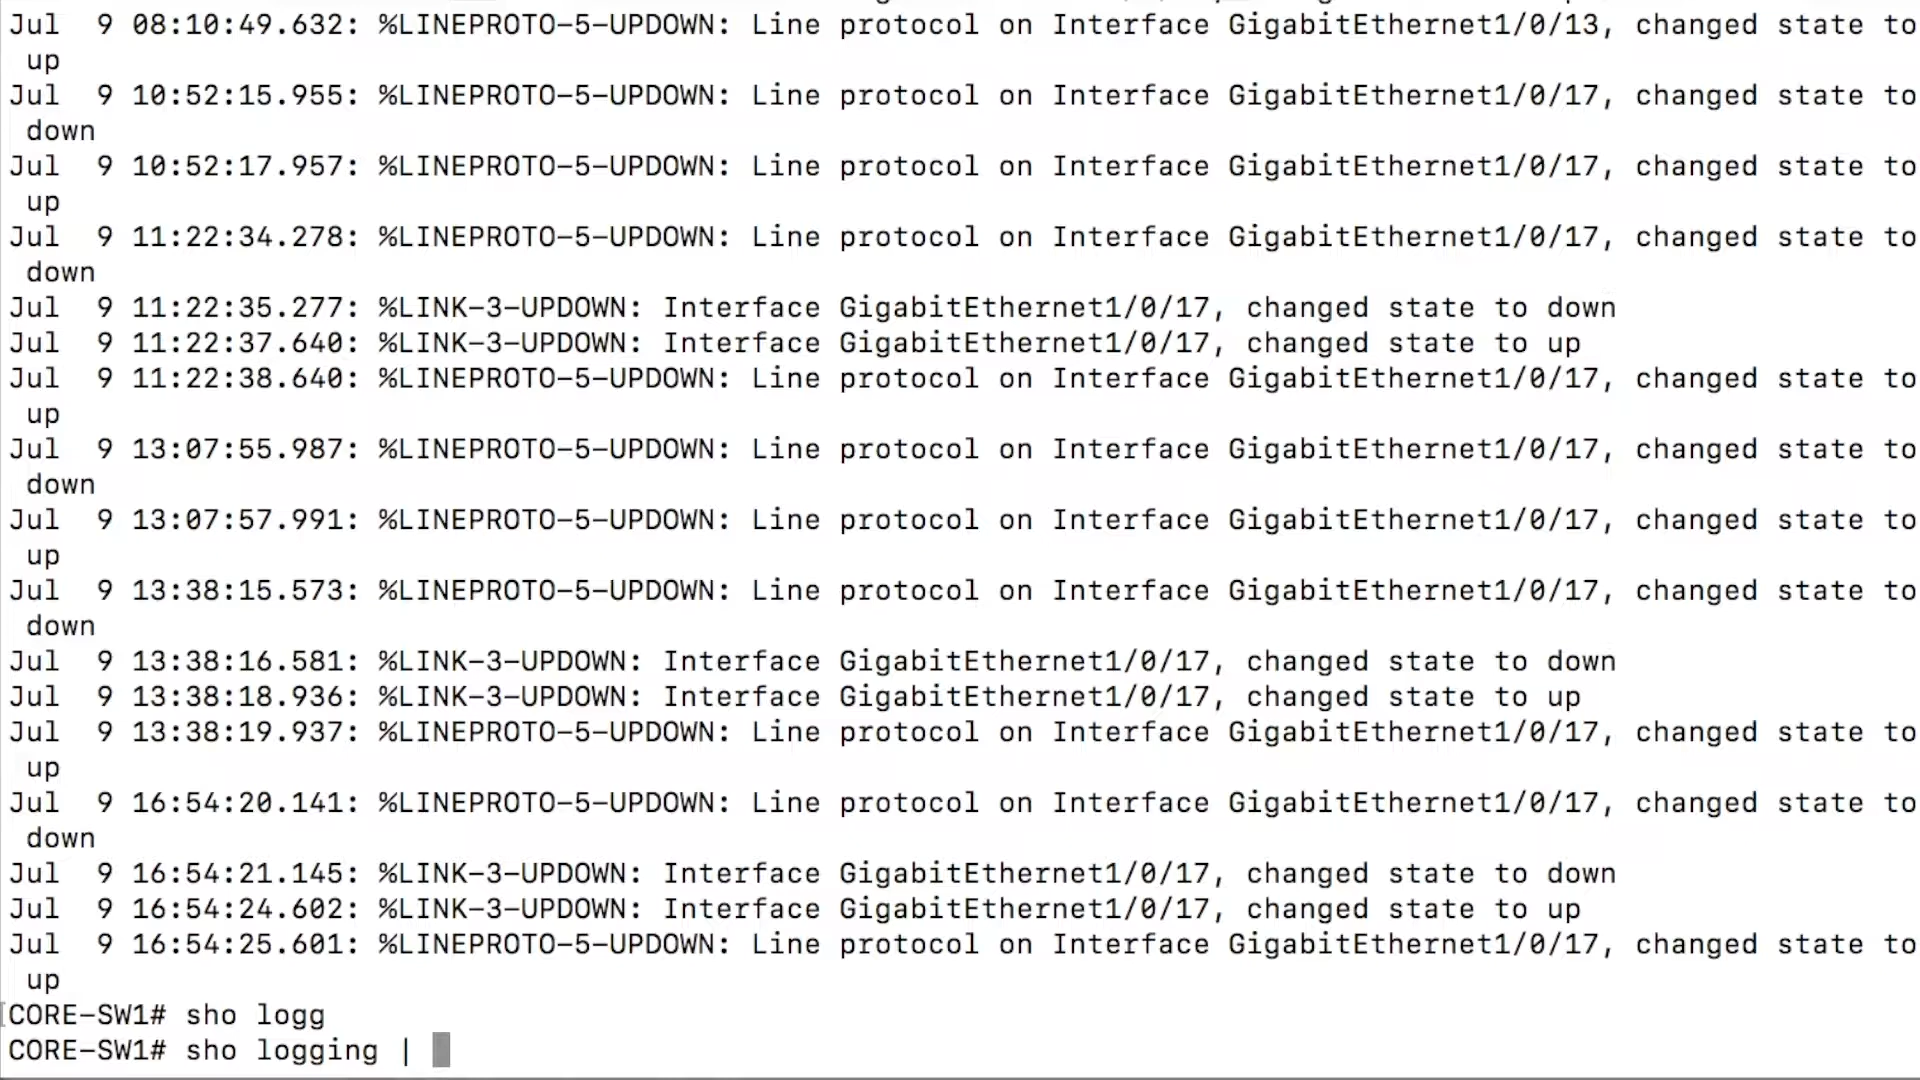 Jul  9 08:10:49.632: %LINEPROTO-5-UPDOWN: Line protocol on Interface GigabitEthernet1/0/13, changed state to
 up
Jul  9 10:52:15.955: %LINEPROTO-5-UPDOWN: Line protocol on Interface GigabitEthernet1/0/17, changed state to
 down
Jul  9 10:52:17.957: %LINEPROTO-5-UPDOWN: Line protocol on Interface GigabitEthernet1/0/17, changed state to
 up
Jul  9 11:22:34.278: %LINEPROTO-5-UPDOWN: Line protocol on Interface GigabitEthernet1/0/17, changed state to
 down
Jul  9 11:22:35.277: %LINK-3-UPDOWN: Interface GigabitEthernet1/0/17, changed state to down
Jul  9 11:22:37.640: %LINK-3-UPDOWN: Interface GigabitEthernet1/0/17, changed state to up
Jul  9 11:22:38.640: %LINEPROTO-5-UPDOWN: Line protocol on Interface GigabitEthernet1/0/17, changed state to
 up
Jul  9 13:07:55.987: %LINEPROTO-5-UPDOWN: Line protocol on Interface GigabitEthernet1/0/17, changed state to
 down
Jul  9 13:07:57.991: %LINEPROTO-5-UPDOWN: Line protocol on Interface GigabitEthernet1/0/17, changed state to
 up
Jul  9 13:38:15.573: %LINEPROTO-5-UPDOWN: Line protocol on Interface GigabitEthernet1/0/17, changed state to
 down
Jul  9 13:38:16.581: %LINK-3-UPDOWN: Interface GigabitEthernet1/0/17, changed state to down
Jul  9 13:38:18.936: %LINK-3-UPDOWN: Interface GigabitEthernet1/0/17, changed state to up
Jul  9 13:38:19.937: %LINEPROTO-5-UPDOWN: Line protocol on Interface GigabitEthernet1/0/17, changed state to
 up
Jul  9 16:54:20.141: %LINEPROTO-5-UPDOWN: Line protocol on Interface GigabitEthernet1/0/17, changed state to
 down
Jul  9 16:54:21.145: %LINK-3-UPDOWN: Interface GigabitEthernet1/0/17, changed state to down
Jul  9 16:54:24.602: %LINK-3-UPDOWN: Interface GigabitEthernet1/0/17, changed state to up
Jul  9 16:54:25.601: %LINEPROTO-5-UPDOWN: Line protocol on Interface GigabitEthernet1/0/17, changed state to
 up
CORE-SW1# sho logg
CORE-SW1# sho logging |